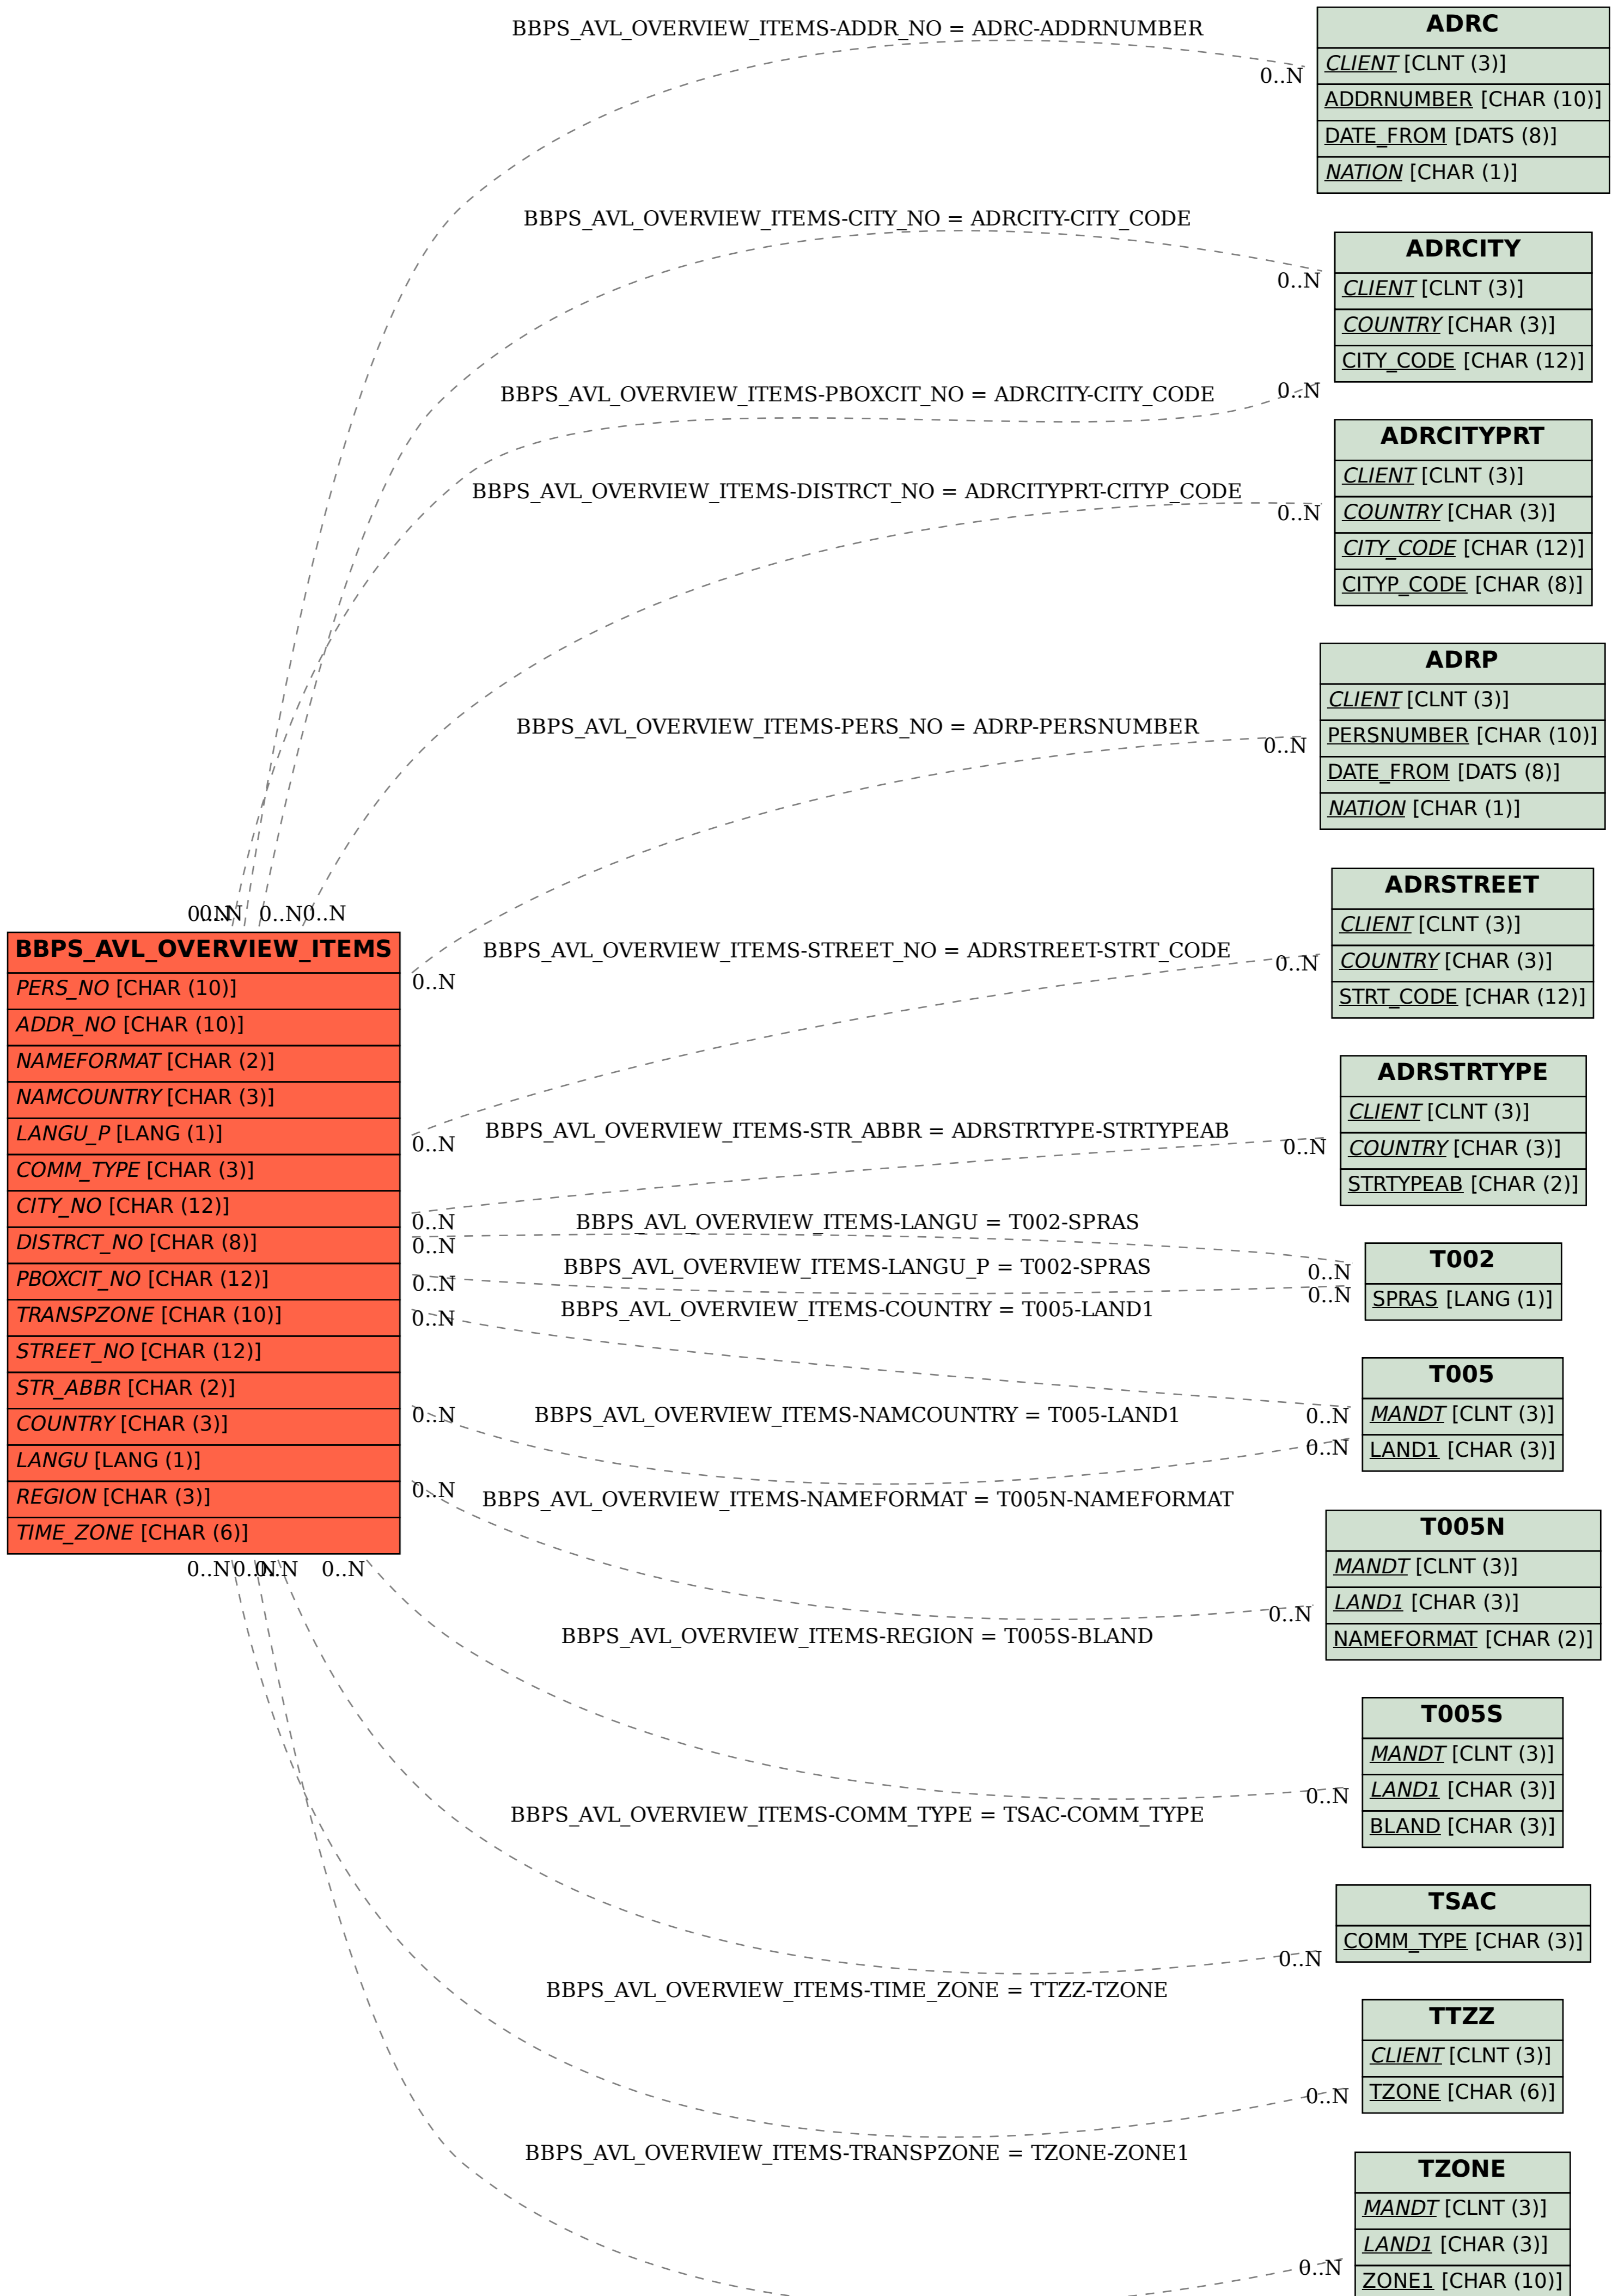 BBPS_AVL_OVERVIEW_ITEMS-ADDR_NO = ADRC-ADDRNUMBER
0..N
ADRC
CLIENT [CLNT (3)]
ADDRNUMBER [CHAR (10)]
DATE_FROM [DATS (8)]
NATION [CHAR (1)]
BBPS_AVL_OVERVIEW_ITEMS-CITY_NO = ADRCITY-CITY_CODE
0..N
ADRCITY
CLIENT [CLNT (3)]
COUNTRY [CHAR (3)]
CITY_CODE [CHAR (12)]
BBPS_AVL_OVERVIEW_ITEMS-PBOXCIT_NO = ADRCITY-CITY_CODE
0..N
BBPS_AVL_OVERVIEW_ITEMS-DISTRCT_NO = ADRCITYPRT-CITYP_CODE
0..N
ADRCITYPRT
CLIENT [CLNT (3)]
COUNTRY [CHAR (3)]
CITY_CODE [CHAR (12)]
CITYP_CODE [CHAR (8)]
BBPS_AVL_OVERVIEW_ITEMS-PERS_NO = ADRP-PERSNUMBER
0..N
ADRP
CLIENT [CLNT (3)]
PERSNUMBER [CHAR (10)]
DATE_FROM [DATS (8)]
NATION [CHAR (1)]
0..N
0..N
0..N
0..N
BBPS_AVL_OVERVIEW_ITEMS
PERS_NO [CHAR (10)]
ADDR_NO [CHAR (10)]
NAMEFORMAT [CHAR (2)]
NAMCOUNTRY [CHAR (3)]
LANGU_P [LANG (1)]
COMM_TYPE [CHAR (3)]
CITY_NO [CHAR (12)]
DISTRCT_NO [CHAR (8)]
PBOXCIT_NO [CHAR (12)]
TRANSPZONE [CHAR (10)]
STREET_NO [CHAR (12)]
STR_ABBR [CHAR (2)]
COUNTRY [CHAR (3)]
LANGU [LANG (1)]
REGION [CHAR (3)]
TIME_ZONE [CHAR (6)]
0..N
BBPS_AVL_OVERVIEW_ITEMS-STREET_NO = ADRSTREET-STRT_CODE
0..N
ADRSTREET
CLIENT [CLNT (3)]
COUNTRY [CHAR (3)]
STRT_CODE [CHAR (12)]
0..N
BBPS_AVL_OVERVIEW_ITEMS-STR_ABBR = ADRSTRTYPE-STRTYPEAB
0..N
ADRSTRTYPE
CLIENT [CLNT (3)]
COUNTRY [CHAR (3)]
STRTYPEAB [CHAR (2)]
0..N
BBPS_AVL_OVERVIEW_ITEMS-LANGU = T002-SPRAS
0..N
0..N
BBPS_AVL_OVERVIEW_ITEMS-LANGU_P = T002-SPRAS
0..N
0..N
T002
SPRAS [LANG (1)]
0..N
BBPS_AVL_OVERVIEW_ITEMS-COUNTRY = T005-LAND1
0..N
T005
MANDT [CLNT (3)]
LAND1 [CHAR (3)]
0..N
BBPS_AVL_OVERVIEW_ITEMS-NAMCOUNTRY = T005-LAND1
0..N
0..N
BBPS_AVL_OVERVIEW_ITEMS-NAMEFORMAT = T005N-NAMEFORMAT
0..N
T005N
MANDT [CLNT (3)]
LAND1 [CHAR (3)]
NAMEFORMAT [CHAR (2)]
0..N
0..N
0..N
0..N
BBPS_AVL_OVERVIEW_ITEMS-REGION = T005S-BLAND
0..N
T005S
MANDT [CLNT (3)]
LAND1 [CHAR (3)]
BLAND [CHAR (3)]
BBPS_AVL_OVERVIEW_ITEMS-COMM_TYPE = TSAC-COMM_TYPE
0..N
TSAC
COMM_TYPE [CHAR (3)]
BBPS_AVL_OVERVIEW_ITEMS-TIME_ZONE = TTZZ-TZONE
0..N
TTZZ
CLIENT [CLNT (3)]
TZONE [CHAR (6)]
BBPS_AVL_OVERVIEW_ITEMS-TRANSPZONE = TZONE-ZONE1
0..N
TZONE
MANDT [CLNT (3)]
LAND1 [CHAR (3)]
ZONE1 [CHAR (10)]